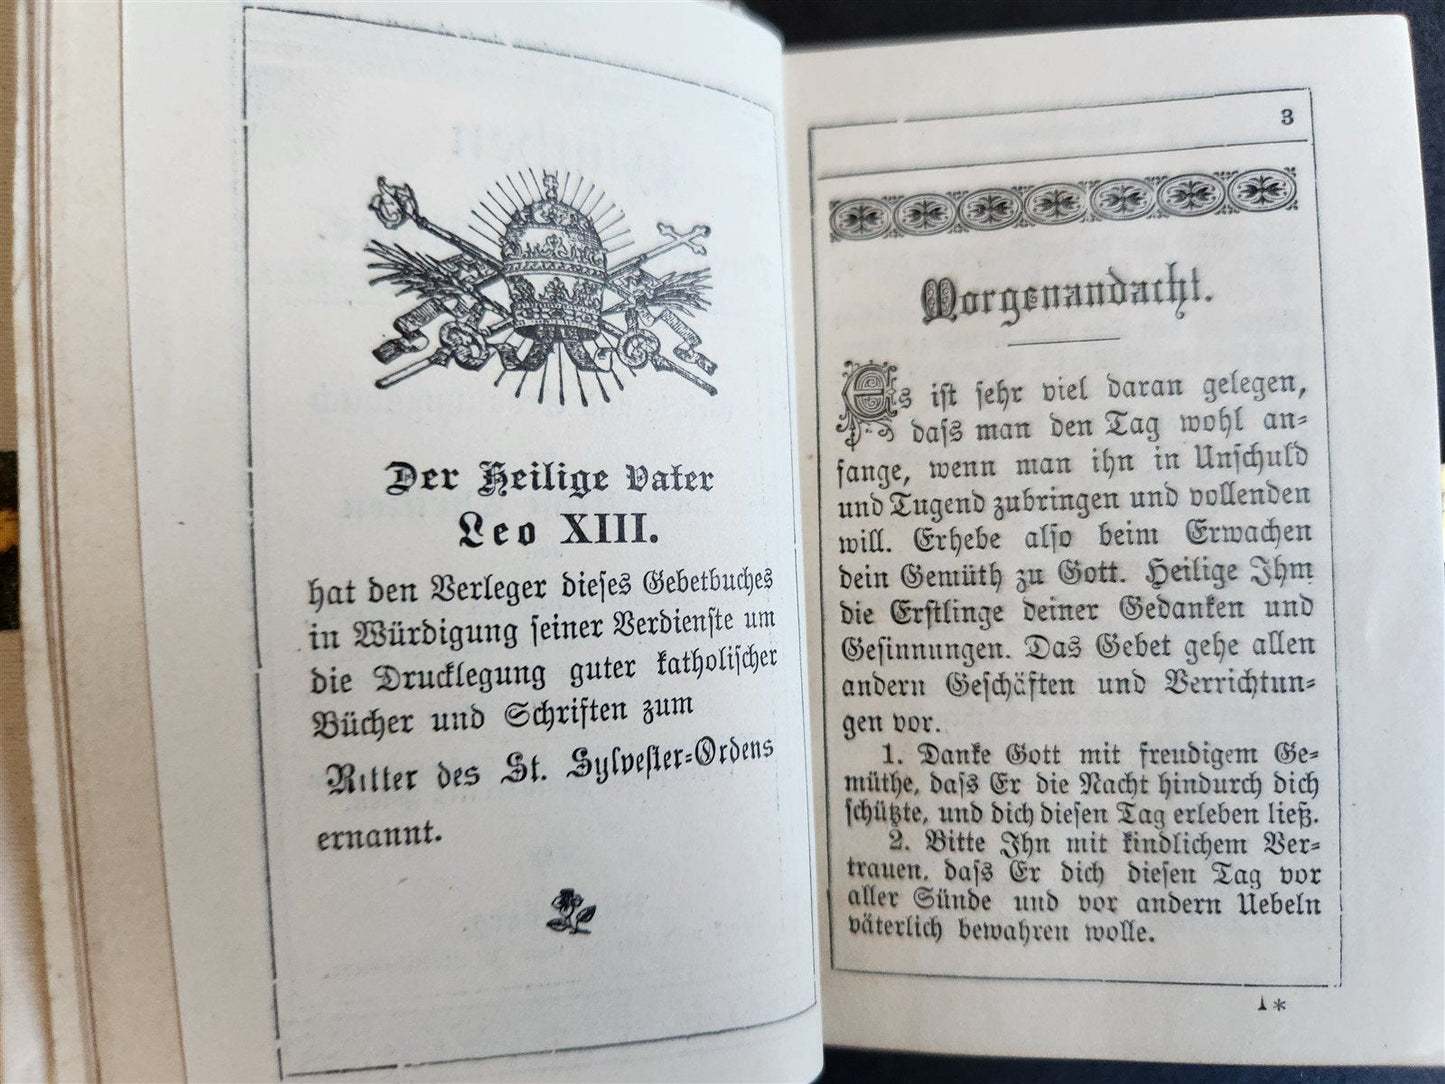 Der Heilige Vater
Leo XIII.
hat den Verleger dieses Gebetbuches
in Würdigung seiner Verdienste um
die Drucklegung guter katholischer
Bücher und Schriften zum
Ritter des St. Sylvester-Ordens
ernannt.
3
Morgenandacht.
Es ist sehr viel daran gelegen,
dass man den Tag wohl an-
fange, wenn man ihn in Unschuld
und Tugend zubringen und vollenden
will. Erhebe also beim Erwachen
dein Gemüth zu Gott. Heilige Ihm
die Erstlinge deiner Gedanken und
Gesinnungen. Das Gebet gehe allen
andern Geschäften und Verrichtun-
gen vor.
1. Danke Gott mit freudigem Ge-
müthe, dass Er die Nacht hindurch dich
schützte, und dich diesen Tag erleben ließ.
2. Bitte Ihn mit kindlichem Ver-
trauen, dass Er dich diesen Tag vor
aller Sünde und vor andern Uebeln
väterlich bewahren wolle.
1*